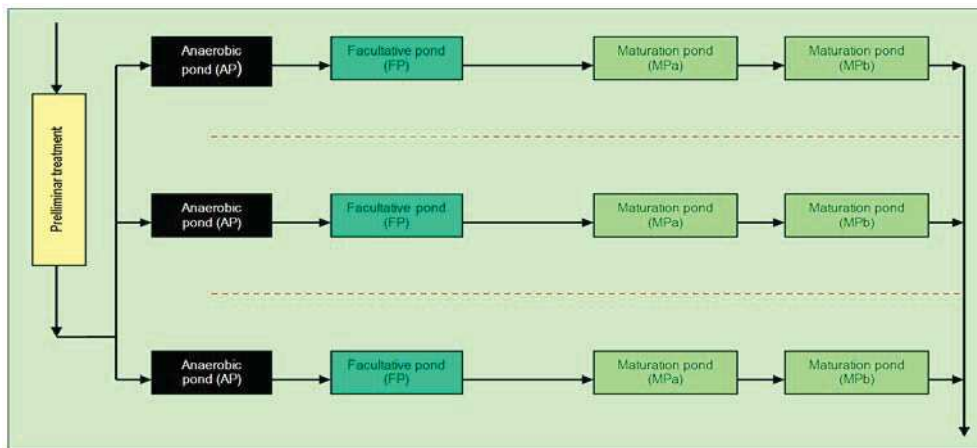 Anaerobic
pond (AP)
Facultative pond
(FP)
Maturation pond
(MPa)
Maturation pond
(MPb)
Prelliminar treatment
Anaerobic
pond (AP)
Facultative pond
(FP)
Maturation pond
(MPa)
Maturation pond
(MPb)
Anaerobic
pond (AP)
Facultative pond
(FP)
Maturation pond
(MPa)
Maturation pond
(MPb)